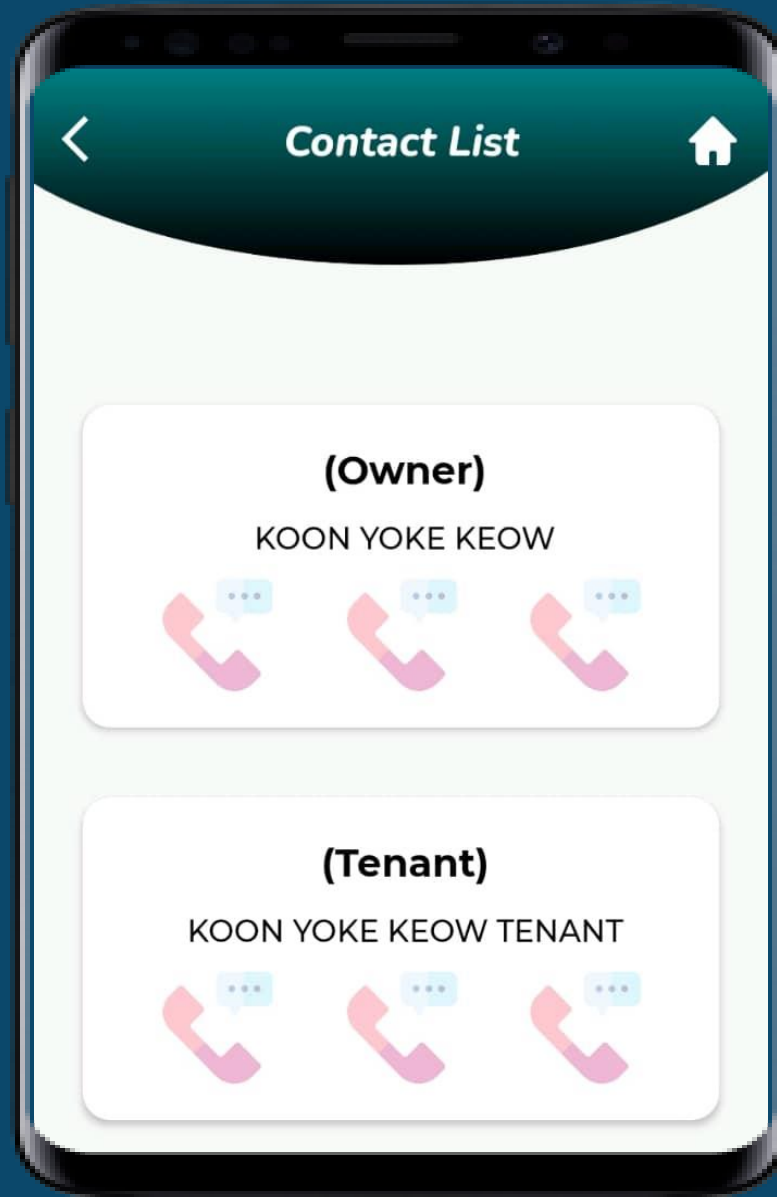 Contact List
(Owner)
KOON YOKE KEOW
(Tenant)
KOON YOKE KEOW TENANT